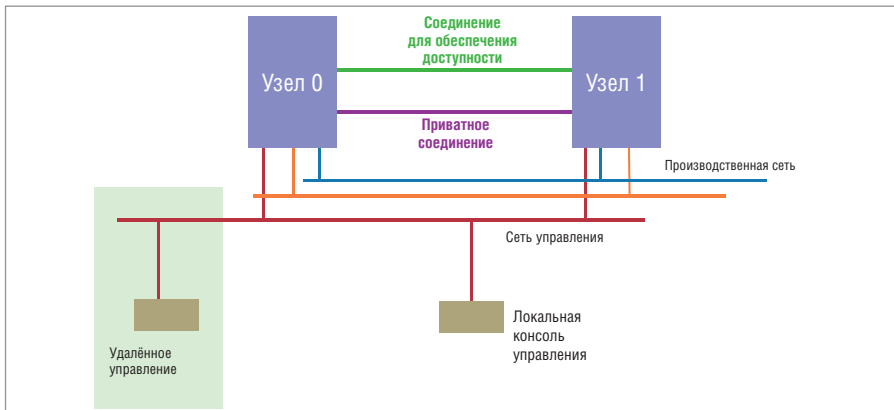 Соединение
для обеспечения
доступности
Узел 0
Узел 1
Приватное
соединение
Производственная сеть
Сеть управления
Локальная
консоль
управления
Удалённое
управление